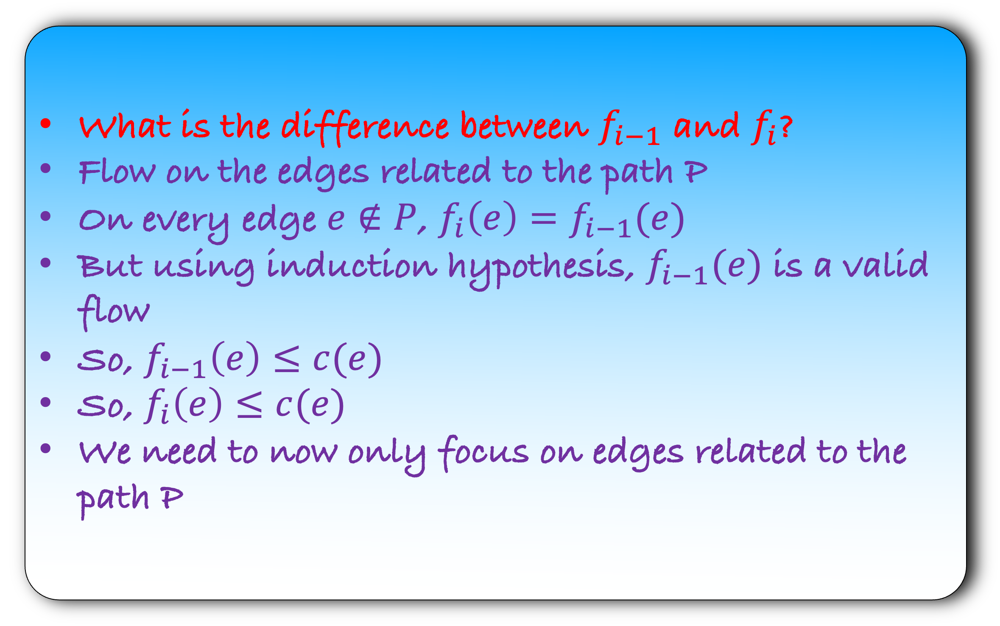 • What is the difference between $f_{i-1}$ and $f_i$?
• Flow on the edges related to the path P
• On every edge $e \notin P$, $f_i(e) = f_{i-1}(e)$
• But using induction hypothesis, $f_{i-1}(e)$ is a valid
flow
• So, $f_{i-1}(e) \leq c(e)$
• So, $f_i(e) \leq c(e)$
• We need to now only focus on edges related to the
path P